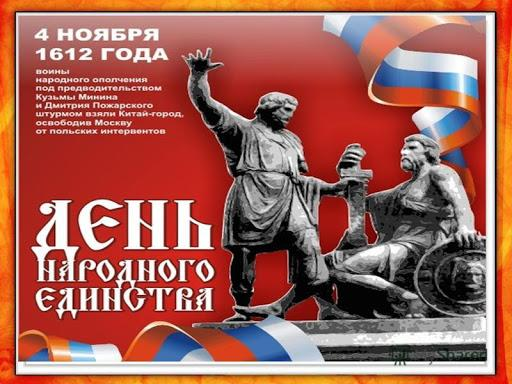 4 НОЯБРЯ
1612 ГОДА
воины
народного ополчения
под предводительством
Кузьмы Минина
и Дмитрия Пожарского
штурмом взяли Китай-город,
освободив Москву
от польских интервентов
ДЕНЬ
НАРОДНОГО
ЕДИНСТВА